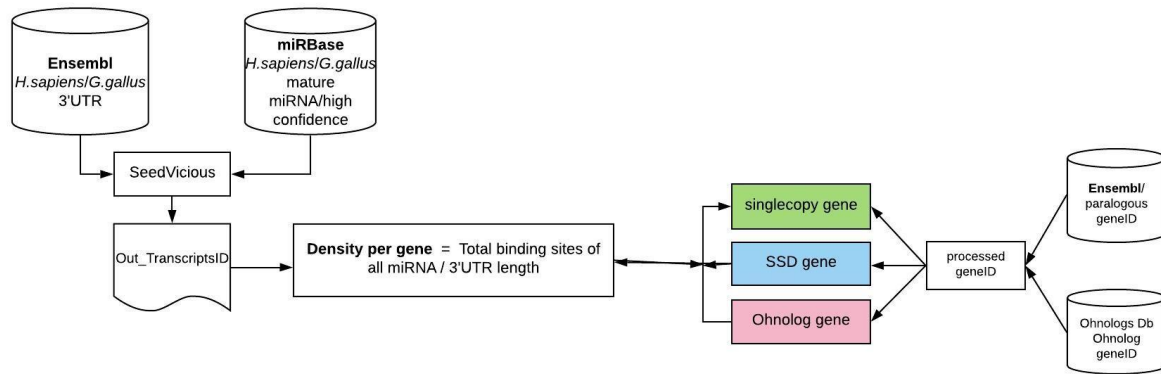 Ensembl
H.sapiens/G.gallus
3'UTR
miRBase
H.sapiens/G.gallus
mature
miRNA/high
confidence
SeedVicious
Out_TranscriptsID
Density per gene = Total binding sites of
all miRNA / 3'UTR length
singlecopy gene
SSD gene
Ohnolog gene
processed
geneID
Ensembl/
paralogous
geneID
Ohnologs Db
Ohnolog
geneID